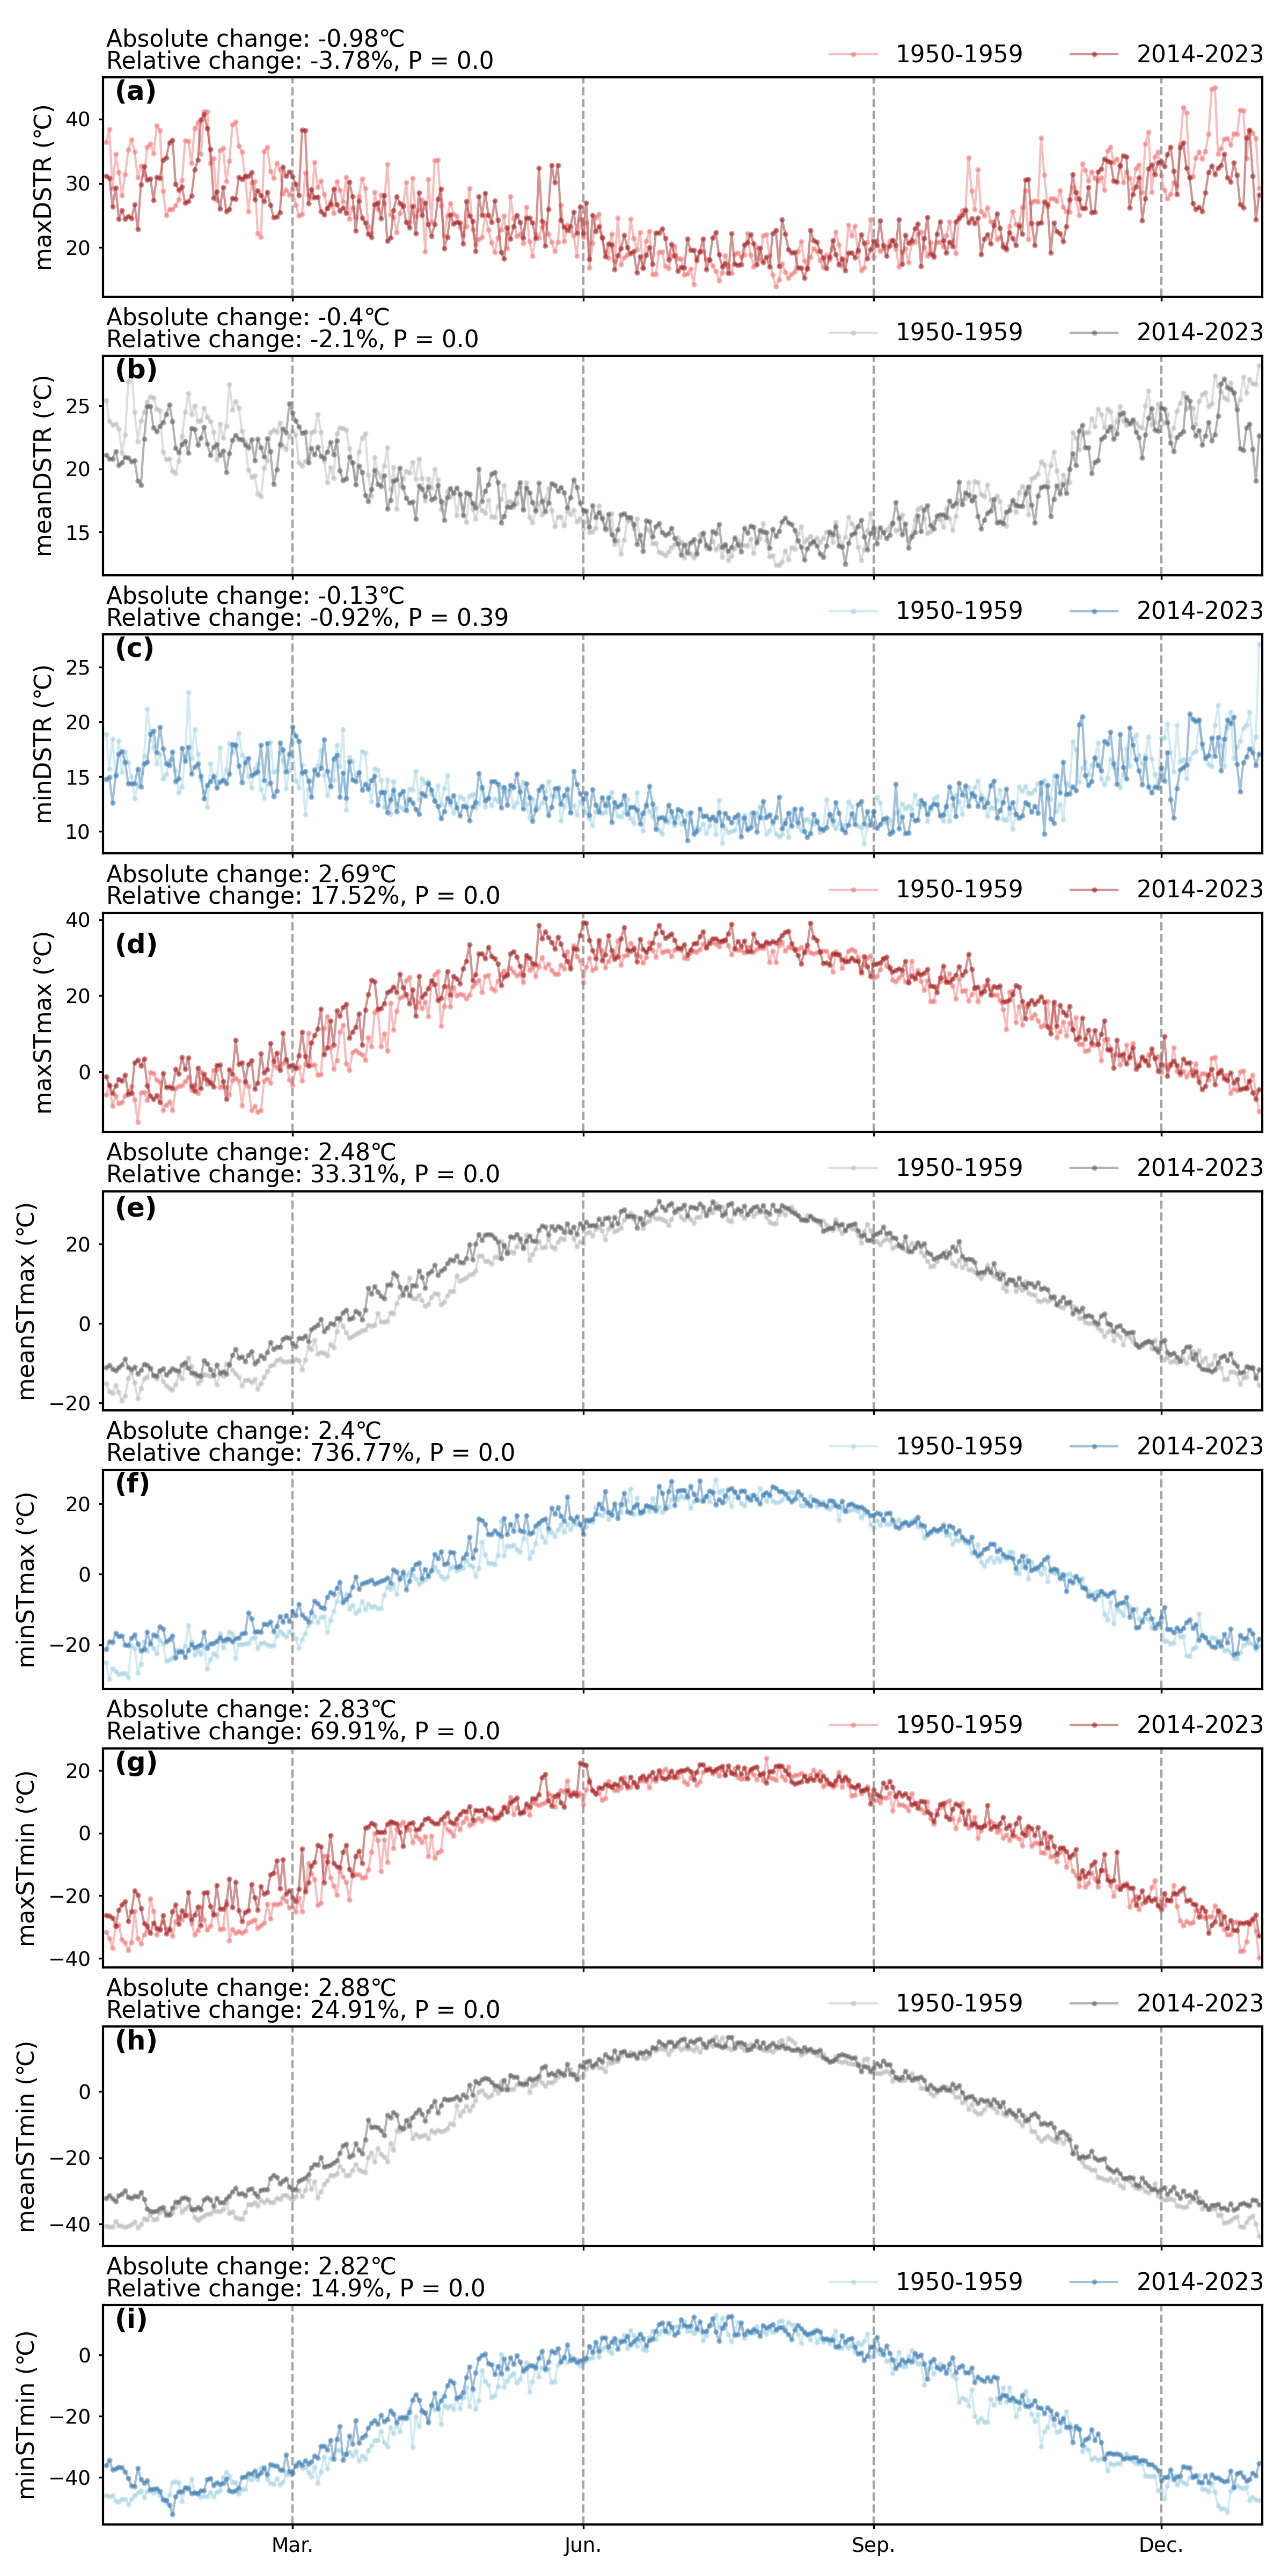 Absolute change: -0.98℃
Relative change: -3.78%, P = 0.0
1950-1959 2014-2023
(a)
maxDSTR (℃)
40
30
20
Absolute change: -0.4℃
Relative change: -2.1%, P = 0.0
1950-1959 2014-2023
(b)
meanDSTR (℃)
25
20
15
Absolute change: -0.13℃
Relative change: -0.92%, P = 0.39
1950-1959 2014-2023
(c)
minDSTR (℃)
25
20
15
10
Absolute change: 2.69℃
Relative change: 17.52%, P = 0.0
1950-1959 2014-2023
(d)
maxSTmax (℃)
40
20
0
Absolute change: 2.48℃
Relative change: 33.31%, P = 0.0
1950-1959 2014-2023
(e)
meanSTmax (℃)
20
0
−20
Absolute change: 2.4℃
Relative change: 736.77%, P = 0.0
1950-1959 2014-2023
(f)
minSTmax (℃)
20
0
−20
Absolute change: 2.83℃
Relative change: 69.91%, P = 0.0
1950-1959 2014-2023
(g)
maxSTmin (℃)
20
0
−20
−40
Absolute change: 2.88℃
Relative change: 24.91%, P = 0.0
1950-1959 2014-2023
(h)
meanSTmin (℃)
0
−20
−40
Absolute change: 2.82℃
Relative change: 14.9%, P = 0.0
1950-1959 2014-2023
(i)
minSTmin (℃)
0
−20
−40
Mar. Jun. Sep. Dec.